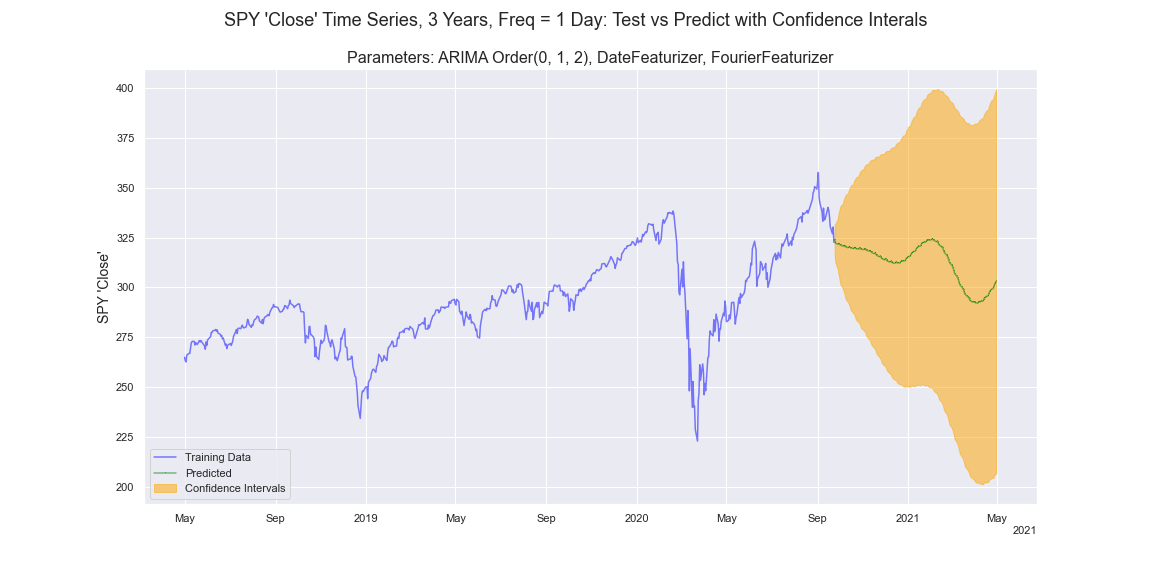 SPY 'Close' Time Series, 3 Years, Freq = 1 Day: Test vs Predict with Confidence Interals
Parameters: ARIMA Order(0, 1, 2), DateFeaturizer, FourierFeaturizer
400
375
350
325
300
275
250
225
200
SPY 'Close'
Training Data
Predicted
Confidence Intervals
May Sep 2019 May Sep 2020 May Sep 2021 May
2021